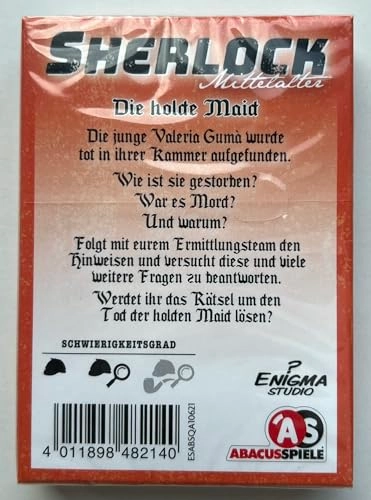 SHERLOCK
Mittelalter
Die holde Maid
Die junge Valeria Gumà wurde
tot in ihrer Kammer aufgefunden.
Wie ist sie gestorben?
War es Mord?
Und warum?
Folgt mit eurem Ermittlungsteam den
Hinweisen und versucht diese und viele
weitere Fragen zu beantworten.
Werdet ihr das Rätsel um den
Tod der holden Maid lösen?
SCHWIERIGKEITSGRAD
4 011898 482140
ESABSQA10621
?
ENIGMA
STUDIO
AS
ABACUSSPIELE